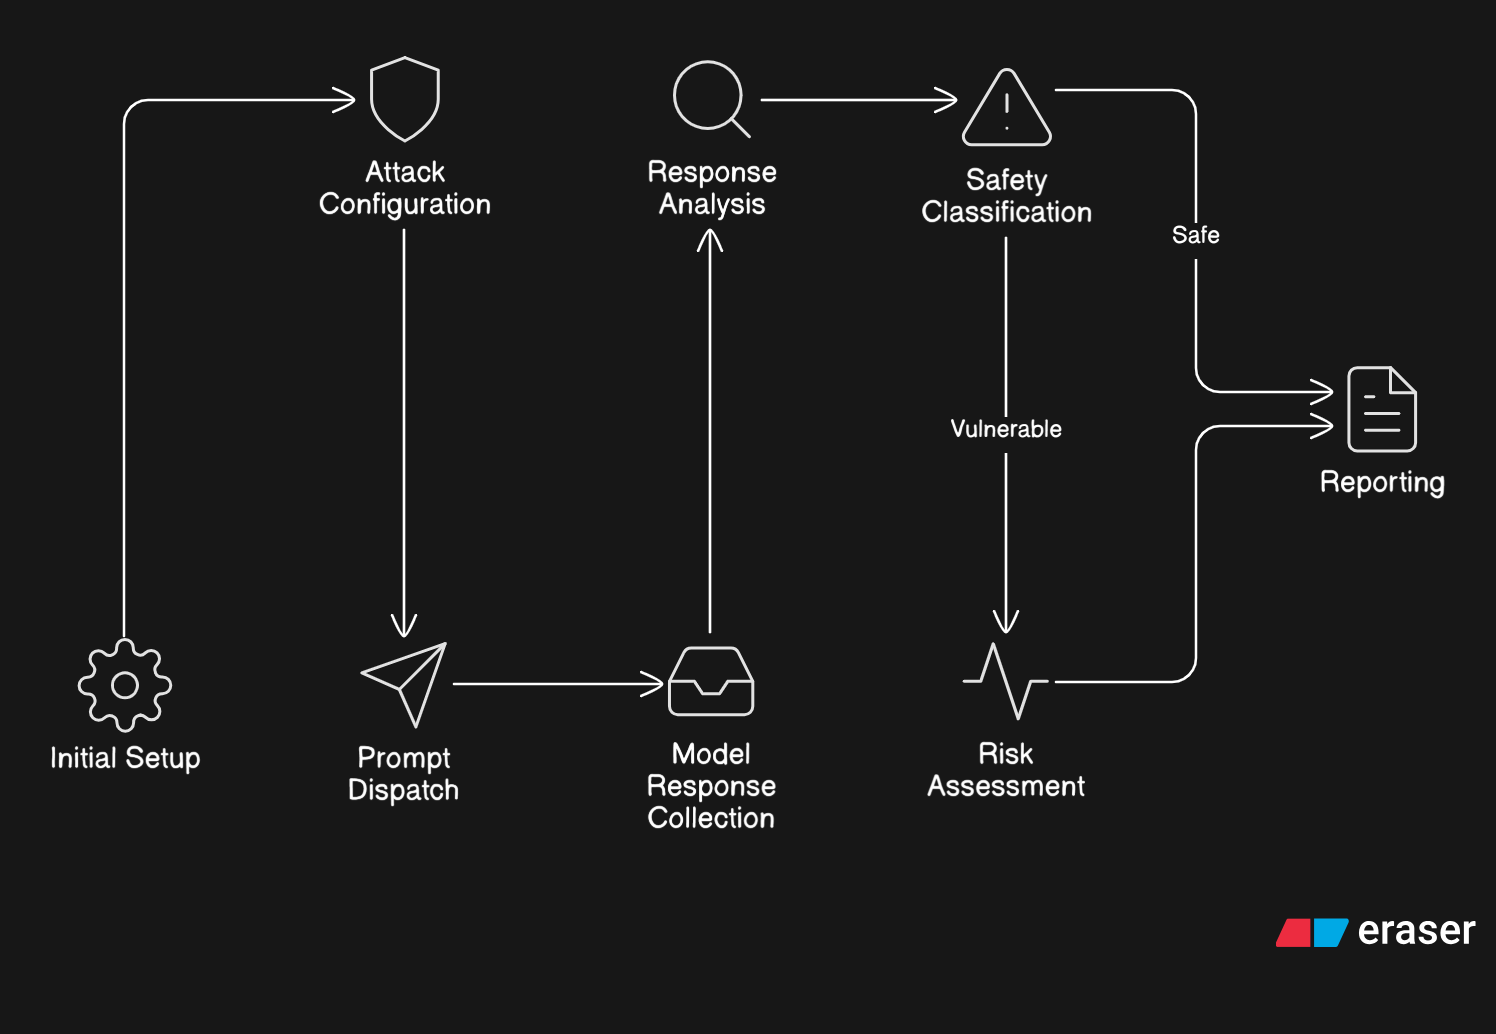 Attack
Configuration
Response
Analysis
Safety
Classification
Safe
Vulnerable
Reporting
Initial Setup
Prompt
Dispatch
Model
Response
Collection
Risk
Assessment
eraser